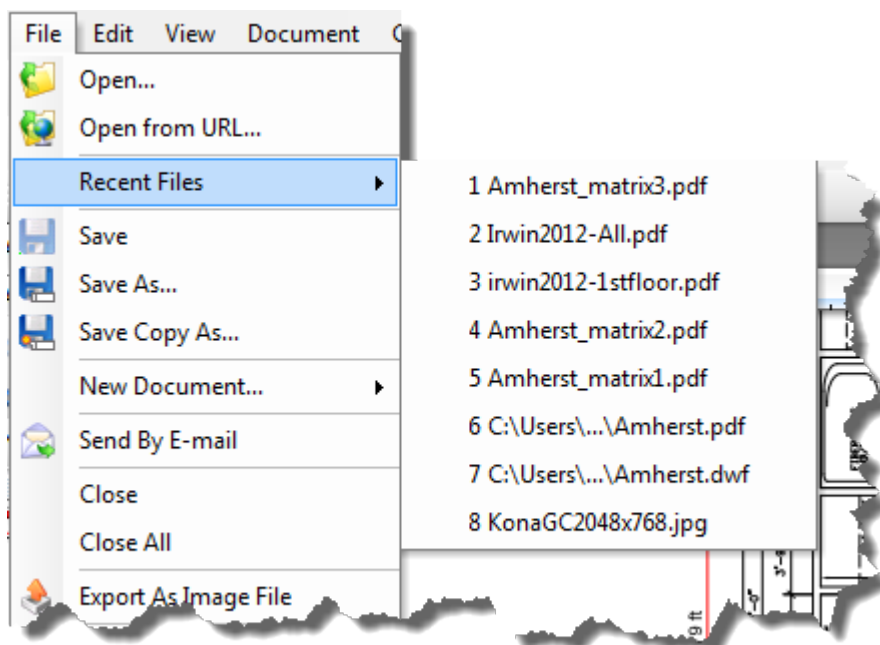 File Edit View Document
Open...
Open from URL...
Recent Files
Save
Save As...
Save Copy As...
New Document...
Send By E-mail
Close
Close All
Export As Image File
1 Amherst_matrix3.pdf
2 Irwin2012-All.pdf
3 irwin2012-1stfloor.pdf
4 Amherst_matrix2.pdf
5 Amherst_matrix1.pdf
6 C:\Users\...\Amherst.pdf
7 C:\Users\...\Amherst.dwf
8 KonaGC2048x768.jpg
9 ft